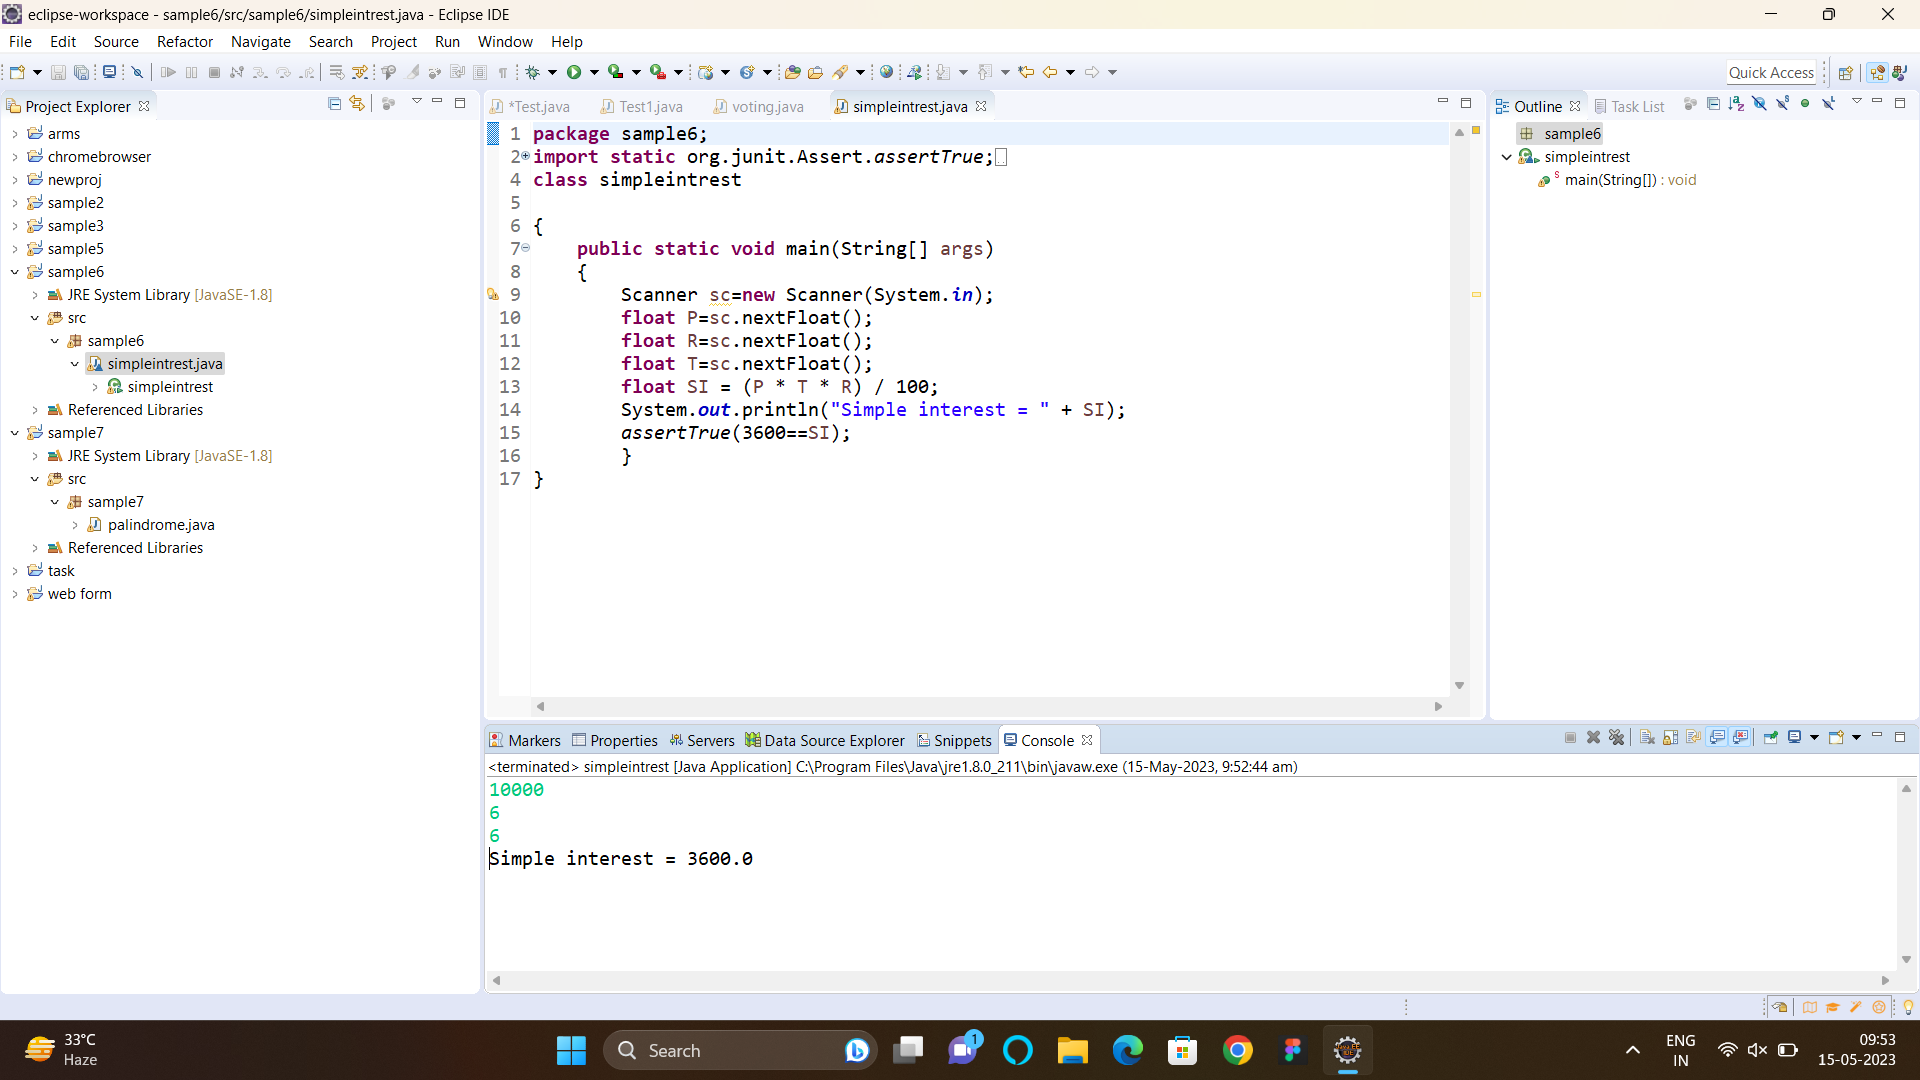 eclipse-workspace - sample6/src/sample6/simpleintrest.java - Eclipse IDE
File Edit Source Refactor Navigate Search Project Run Window Help
Quick Access
Project Explorer
arms
chromebrowser
newproj
sample2
sample3
sample5
sample6
JRE System Library [JavaSE-1.8]
src
sample6
simpleintrest.java
simpleintrest
Referenced Libraries
sample7
JRE System Library [JavaSE-1.8]
src
sample7
palindrome.java
Referenced Libraries
task
web form
*Test.java Test1.java voting.java simpleintrest.java
1 package sample6;
2 import static org.junit.Assert.assertTrue;
4 class simpleintrest
5
6 {
7 public static void main(String[] args)
8 {
9 Scanner sc=new Scanner(System.in);
10 float P=sc.nextFloat();
11 float R=sc.nextFloat();
12 float T=sc.nextFloat();
13 float SI = (P * T * R) / 100;
14 System.out.println("Simple interest = " + SI);
15 assertTrue(3600==SI);
16 }
17 }
Outline Task List
sample6
simpleintrest
main(String[]) : void
Markers Properties Servers Data Source Explorer Snippets Console
<terminated> simpleintrest [Java Application] C:\Program Files\Java\jre1.8.0_211\bin\javaw.exe (15-May-2023, 9:52:44 am)
10000
6
6
Simple interest = 3600.0
33°C
Haze
Search
1
ENG
IN
09:53
15-05-2023